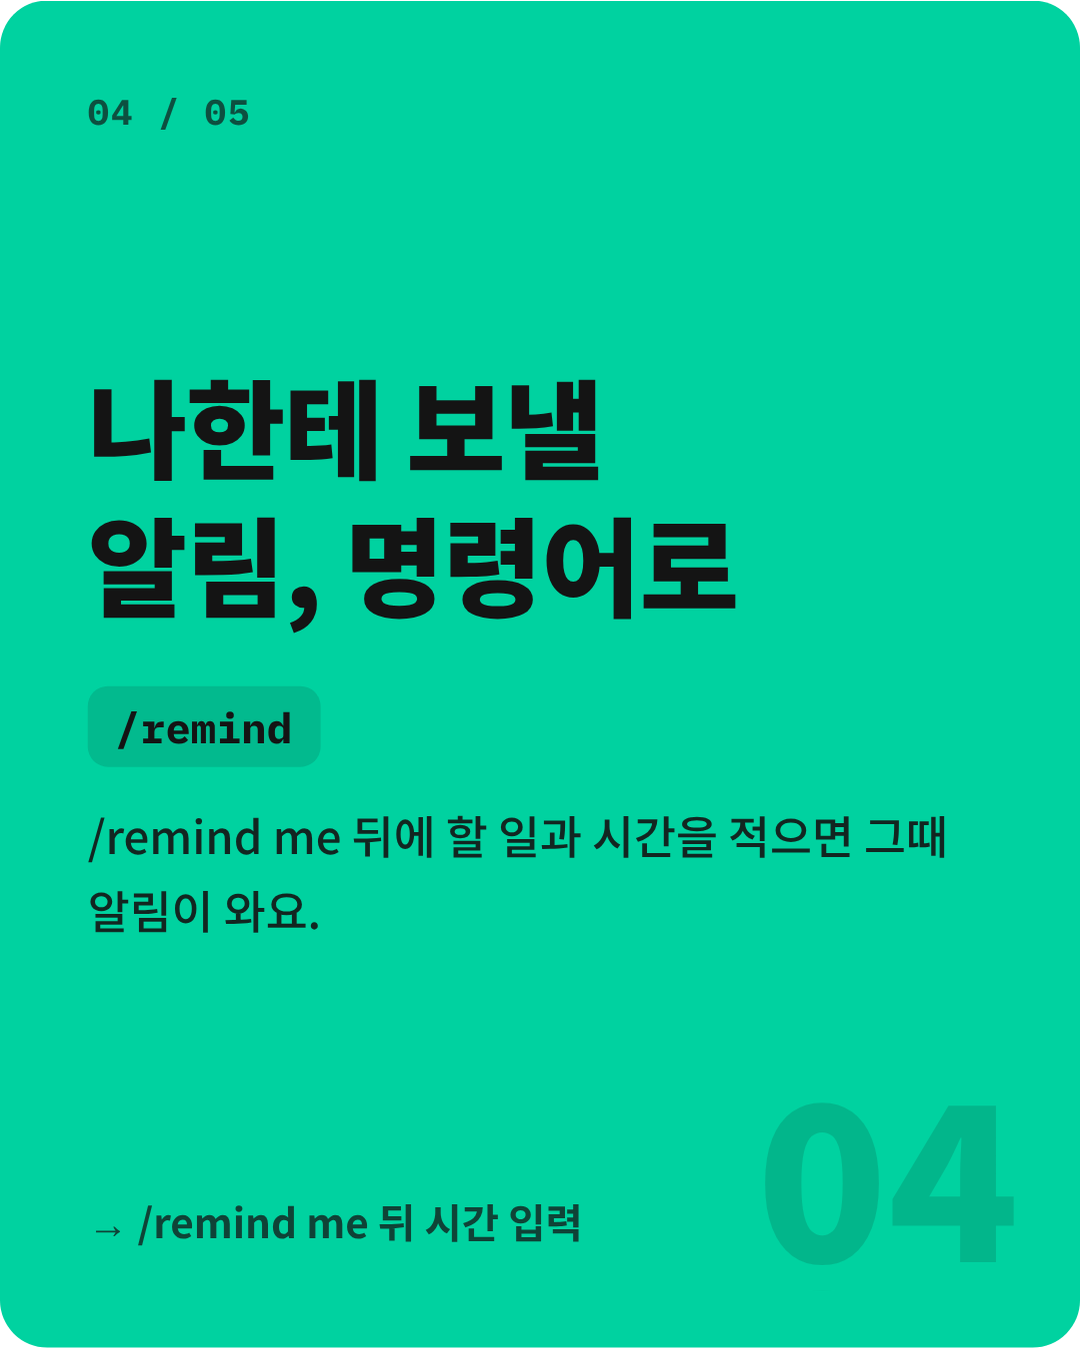 04 / 05
나한테 보낼
알림, 명령어로
/remind
/remind me 뒤에 할 일과 시간을 적으면 그때
알림이 와요.
→ /remind me 뒤 시간 입력
04